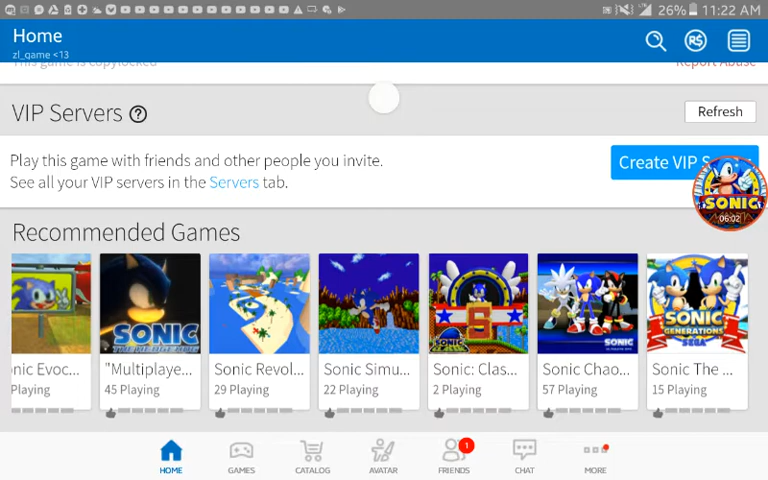 26% 11:22 AM
Home
zl_game <13
R$
This game is copylocked
Report Abuse
VIP Servers ?
Refresh
Play this game with friends and other people you invite.
Create VIP S
See all your VIP servers in the Servers tab.
SONIC
06:02
Recommended Games
SONIC
THE HEDGEHOG
SONIC
SONIC
GENERATIONS
SEGA
nic Evoc... "Multiplaye... Sonic Revol... Sonic Simu... Sonic: Clas... Sonic Chao... Sonic The ...
Playing 45 Playing 29 Playing 22 Playing 2 Playing 57 Playing 15 Playing
1
HOME GAMES CATALOG AVATAR FRIENDS CHAT MORE